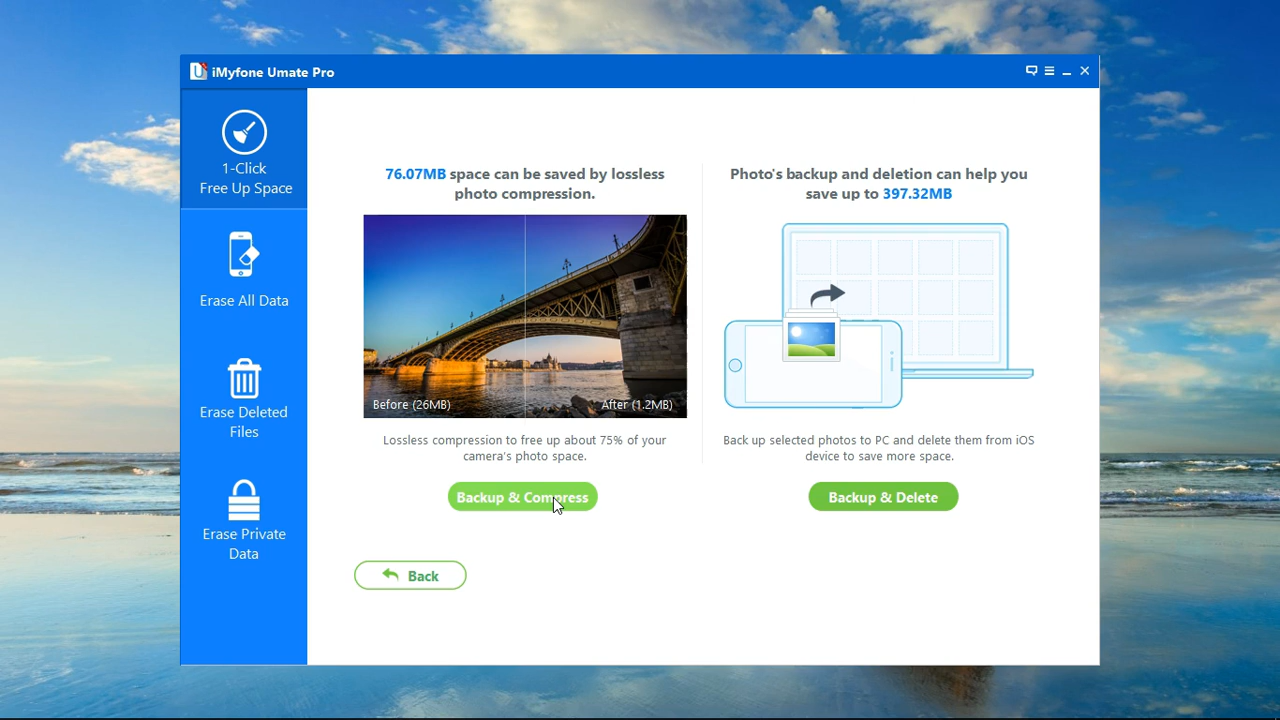 iMyfone Umate Pro
1-Click
Free Up Space
Erase All Data
Erase Deleted
Files
Erase Private
Data
76.07MB space can be saved by lossless
photo compression.
Before (26MB)
After (1.2MB)
Lossless compression to free up about 75% of your
camera's photo space.
Backup & Compress
Photo's backup and deletion can help you
save up to 397.32MB
Back up selected photos to PC and delete them from iOS
device to save more space.
Backup & Delete
Back